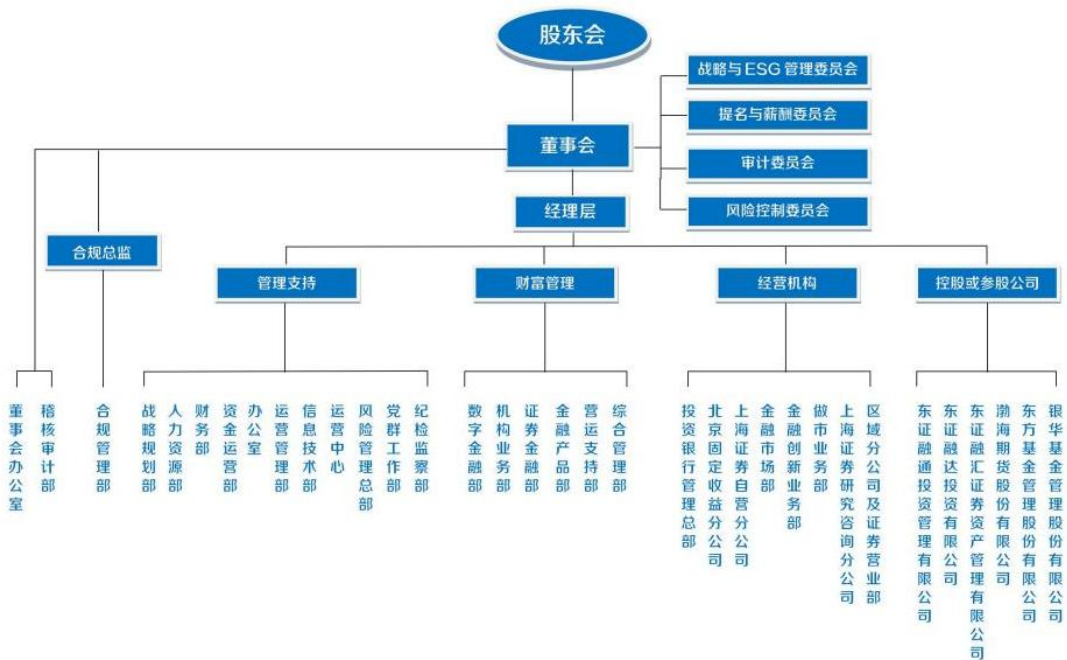 股东会
战略与ESG管理委员会
提名与薪酬委员会
董事会
审计委员会
经理层
风险控制委员会
合规总监
管理支持
财富管理
经营机构
控股或参股公司
董事会办公室
稽核审计部
合规管理部
战略规划部
人力资源部
财务部
资金运营部
办公室
运营管理部
信息技术部
运营中心
风险管理总部
党群工作部
纪检监察部
数字金融部
机构业务部
证券金融部
金融产品部
营运支持部
综合管理部
投资银行管理总部
北京固定收益分公司
上海证券自营分公司
金融市场部
金融创新业务部
做市业务部
上海证券研究咨询分公司
区域分公司及证券营业部
东证融通投资管理有限公司
东证融达投资有限公司
东证融汇证券资产管理有限公司
渤海期货股份有限公司
东方基金管理股份有限公司
银华基金管理股份有限公司